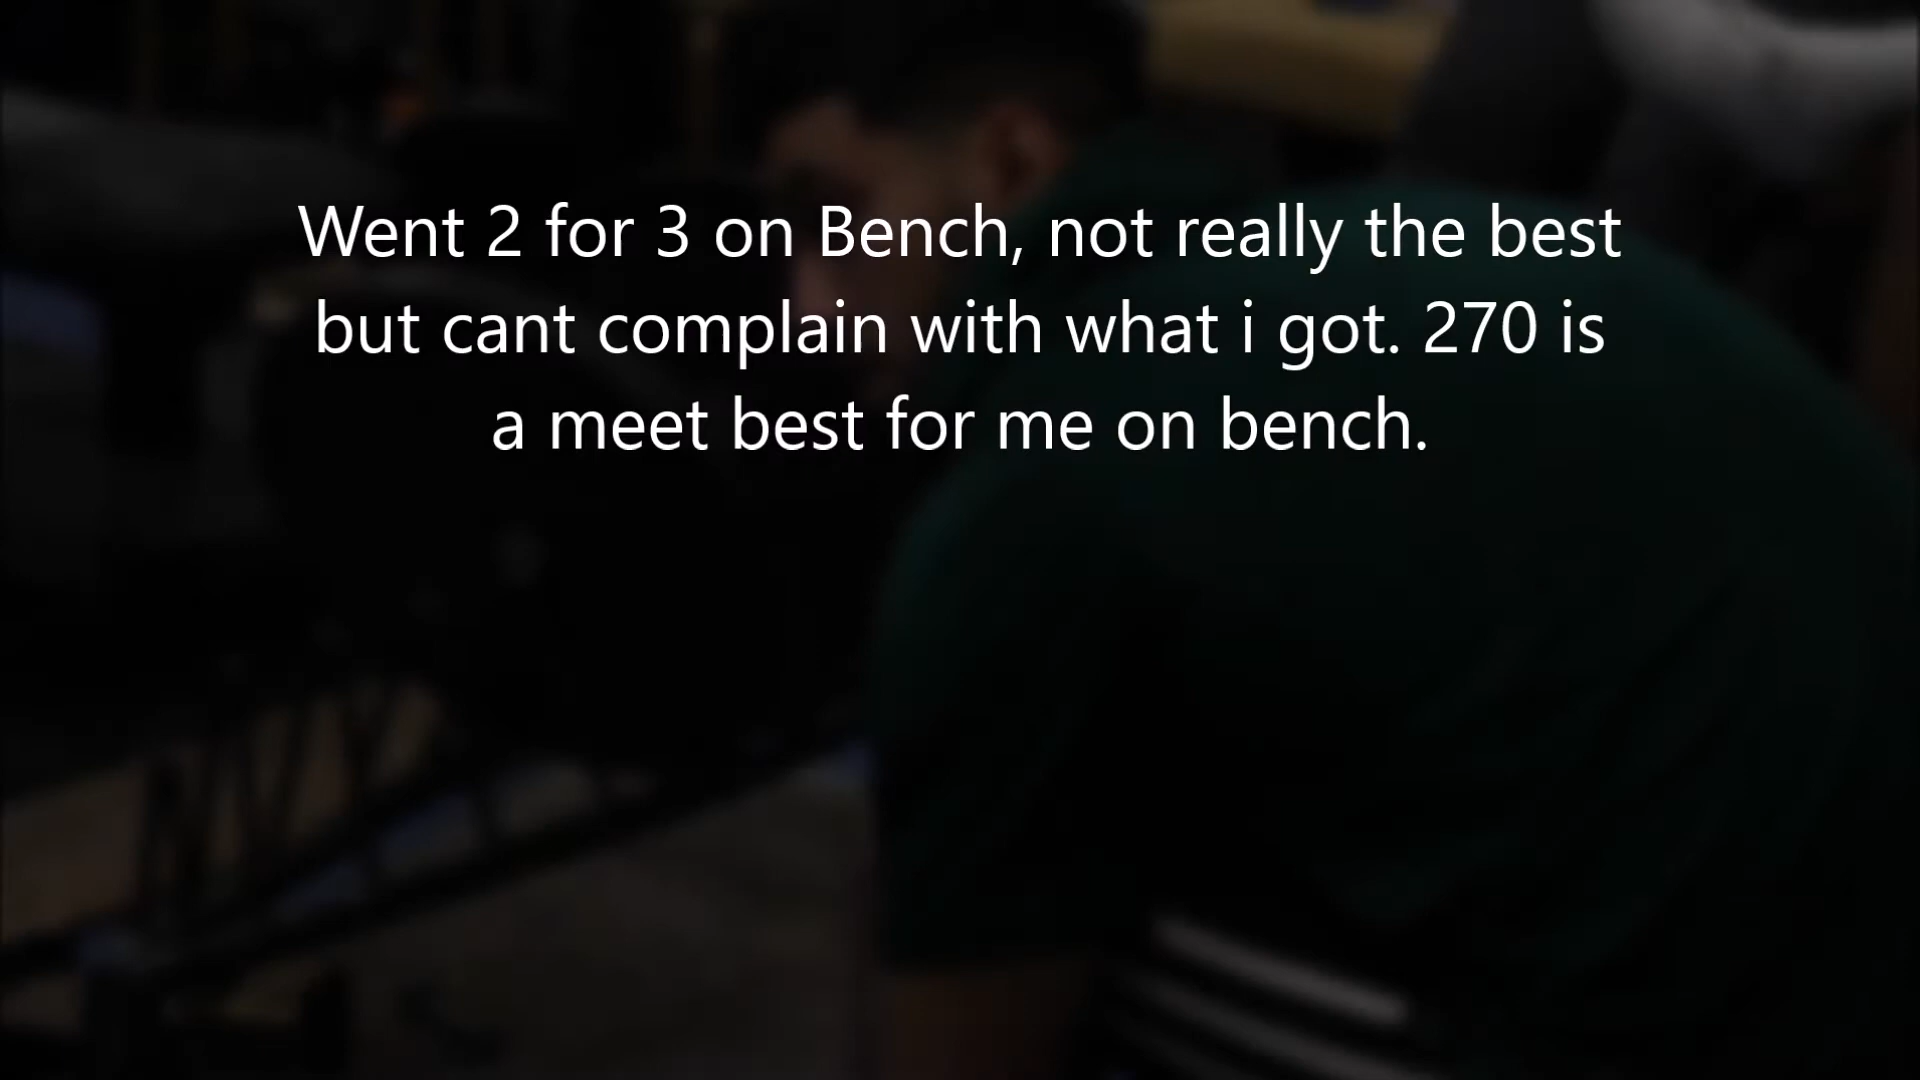 Went 2 for 3 on Bench, not really the best
but cant complain with what i got. 270 is
a meet best for me on bench.